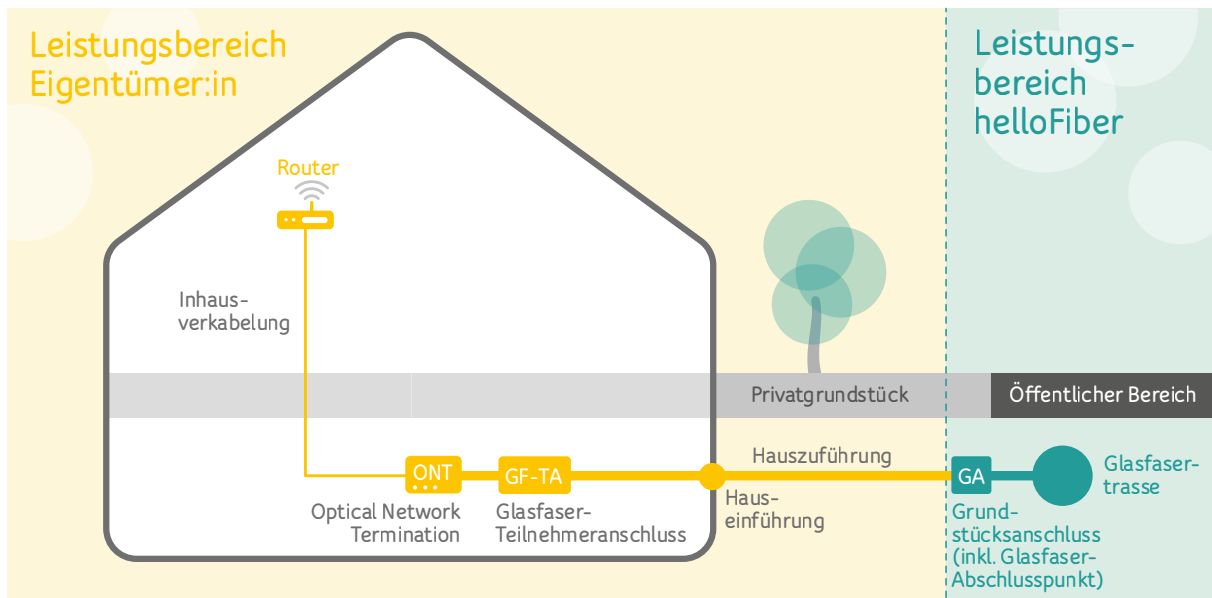 Leistungsbereich
Eigentümer:in
Leistungs-
bereich
helloFiber
Router
Inhaus-
verkabelung
Privatgrundstück
Öffentlicher Bereich
ONT
GF-TA
Hauszuführung
GA
Glasfaser-
trasse
Optical Network
Termination
Glasfaser-
Teilnehmeranschluss
Haus-
einführung
Grund-
stücksanschluss
(inkl. Glasfaser-
Abschlusspunkt)